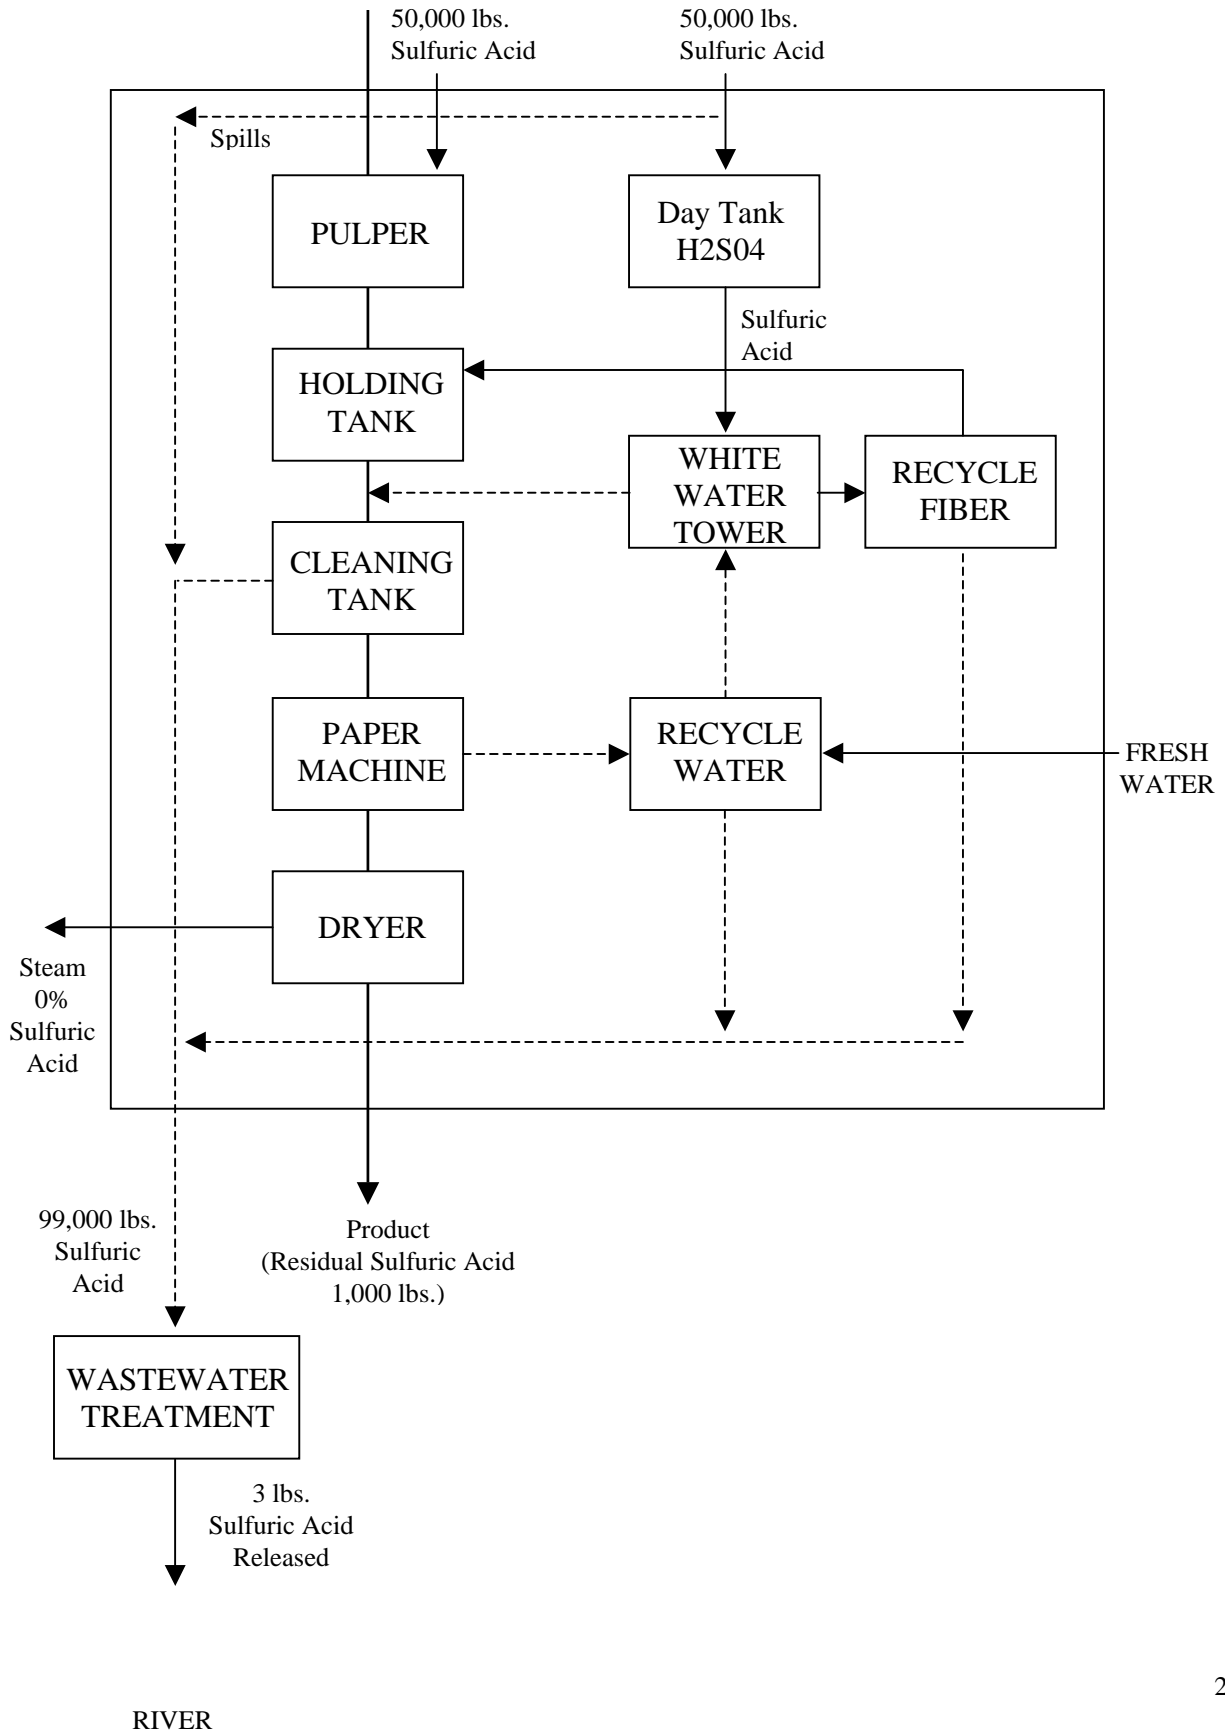 50,000 lbs.
Sulfuric Acid
50,000 lbs.
Sulfuric Acid
Spills
PULPER
Day Tank
H2S04
Sulfuric
Acid
HOLDING
TANK
WHITE
WATER
TOWER
RECYCLE
FIBER
CLEANING
TANK
PAPER
MACHINE
RECYCLE
WATER
FRESH
WATER
DRYER
Steam
0%
Sulfuric
Acid
99,000 lbs.
Sulfuric
Acid
Product
(Residual Sulfuric Acid
1,000 lbs.)
WASTEWATER
TREATMENT
3 lbs.
Sulfuric Acid
Released
2
RIVER